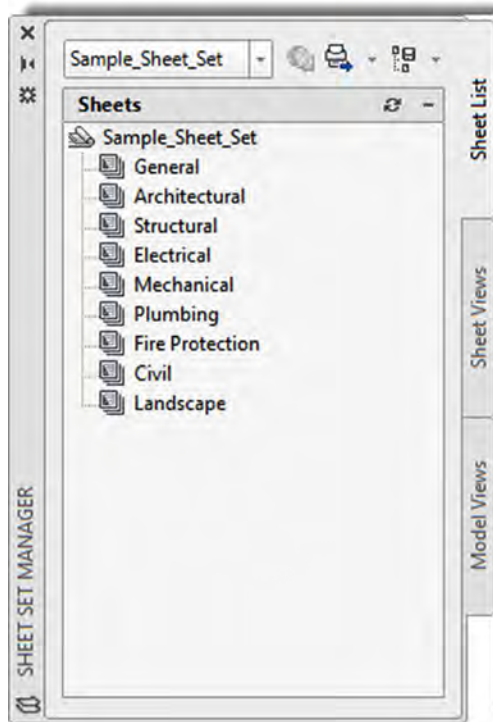 Sample_Sheet_Set
Sheets
Sample_Sheet_Set
General
Architectural
Structural
Electrical
Mechanical
Plumbing
Fire Protection
Civil
Landscape
Sheet List
Sheet Views
Model Views
SHEET SET MANAGER